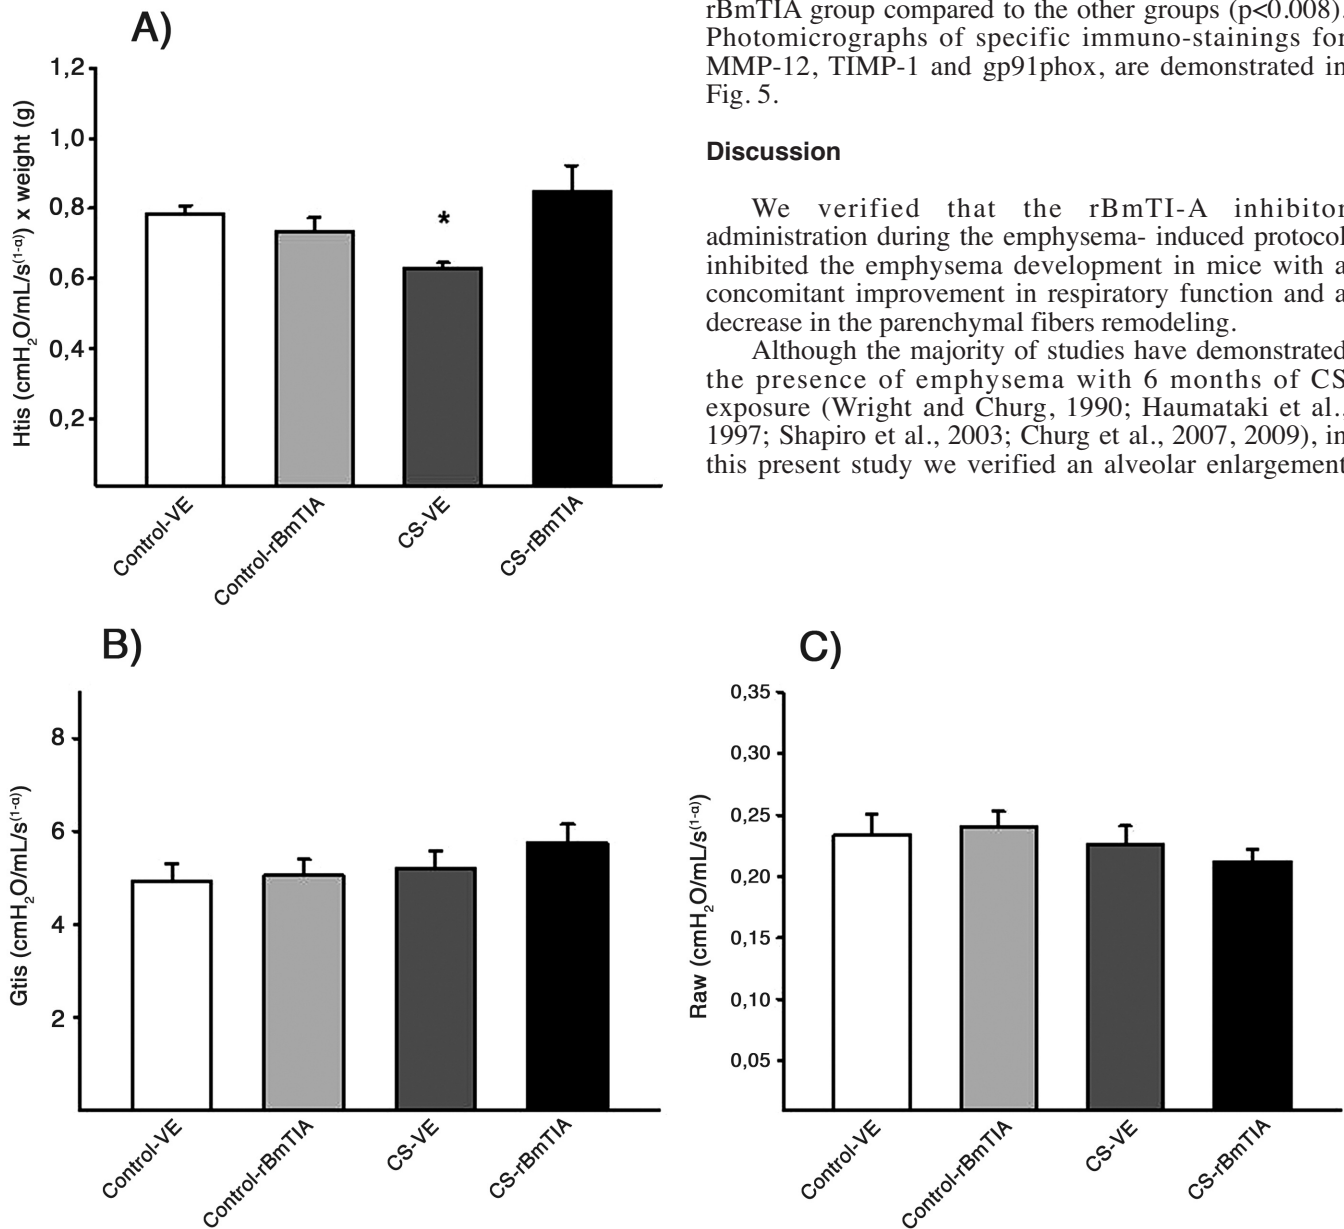 A)
1,2
1,0
0,8
0,6
0,4
0,2
Htis (cmH2O/mL/s(1-α)) x weight (g)
*
Control-VE
Control-rBmTIA
CS-VE
CS-rBmTIA
rBmTIA group compared to the other groups (p<0.008).
Photomicrographs of specific immuno-stainings for
MMP-12, TIMP-1 and gp91phox, are demonstrated in
Fig. 5.
Discussion
We verified that the rBmTI-A inhibitor
administration during the emphysema- induced protocol
inhibited the emphysema development in mice with a
concomitant improvement in respiratory function and a
decrease in the parenchymal fibers remodeling.
Although the majority of studies have demonstrated
the presence of emphysema with 6 months of CS
exposure (Wright and Churg, 1990; Haumataki et al.,
1997; Shapiro et al., 2003; Churg et al., 2007, 2009), in
this present study we verified an alveolar enlargement
B)
8
6
4
2
Gtis (cmH2O/mL/s(1-α))
Control-VE
Control-rBmTIA
CS-VE
CS-rBmTIA
C)
0,35
0,30
0,25
0,20
0,15
0,10
0,05
Raw (cmH2O/mL/s(1-α))
Control-VE
Control-rBmTIA
CS-VE
CS-rBmTIA